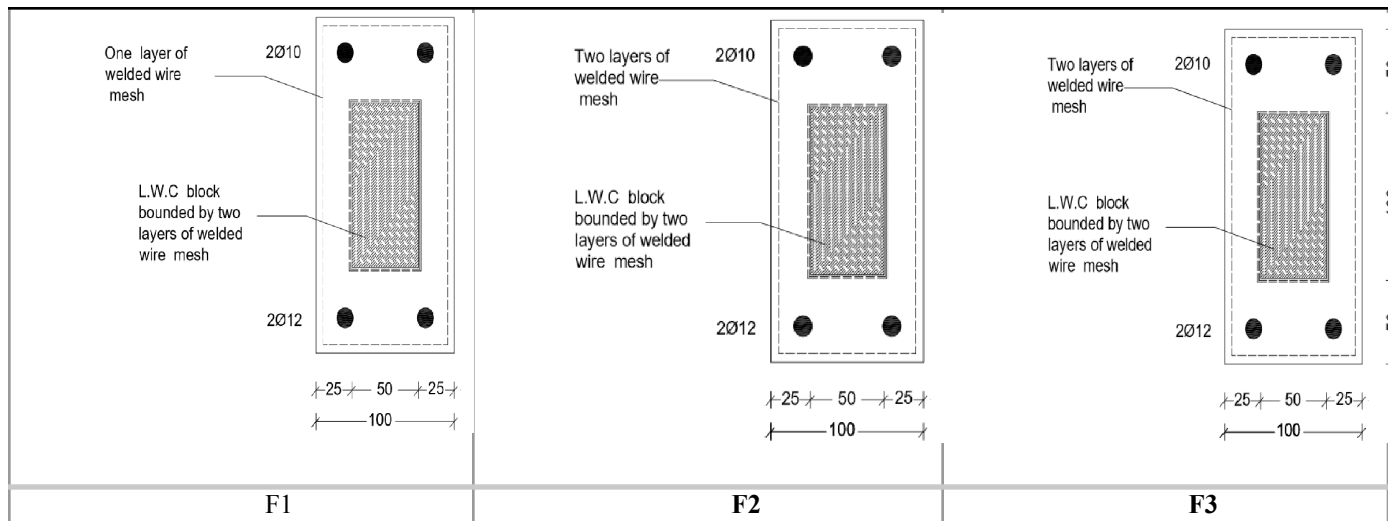 One layer of
welded wire
mesh
2Ø10
L.W.C block
bounded by two
layers of welded
wire mesh
2Ø12
25
50
25
100
Two layers of
welded wire
mesh
2Ø10
L.W.C block
bounded by two
layers of welded
wire mesh
2Ø12
25
50
25
100
Two layers of
welded wire
mesh
2Ø10
L.W.C block
bounded by two
layers of welded
wire mesh
2Ø12
25
50
25
100
F1
F2
F3